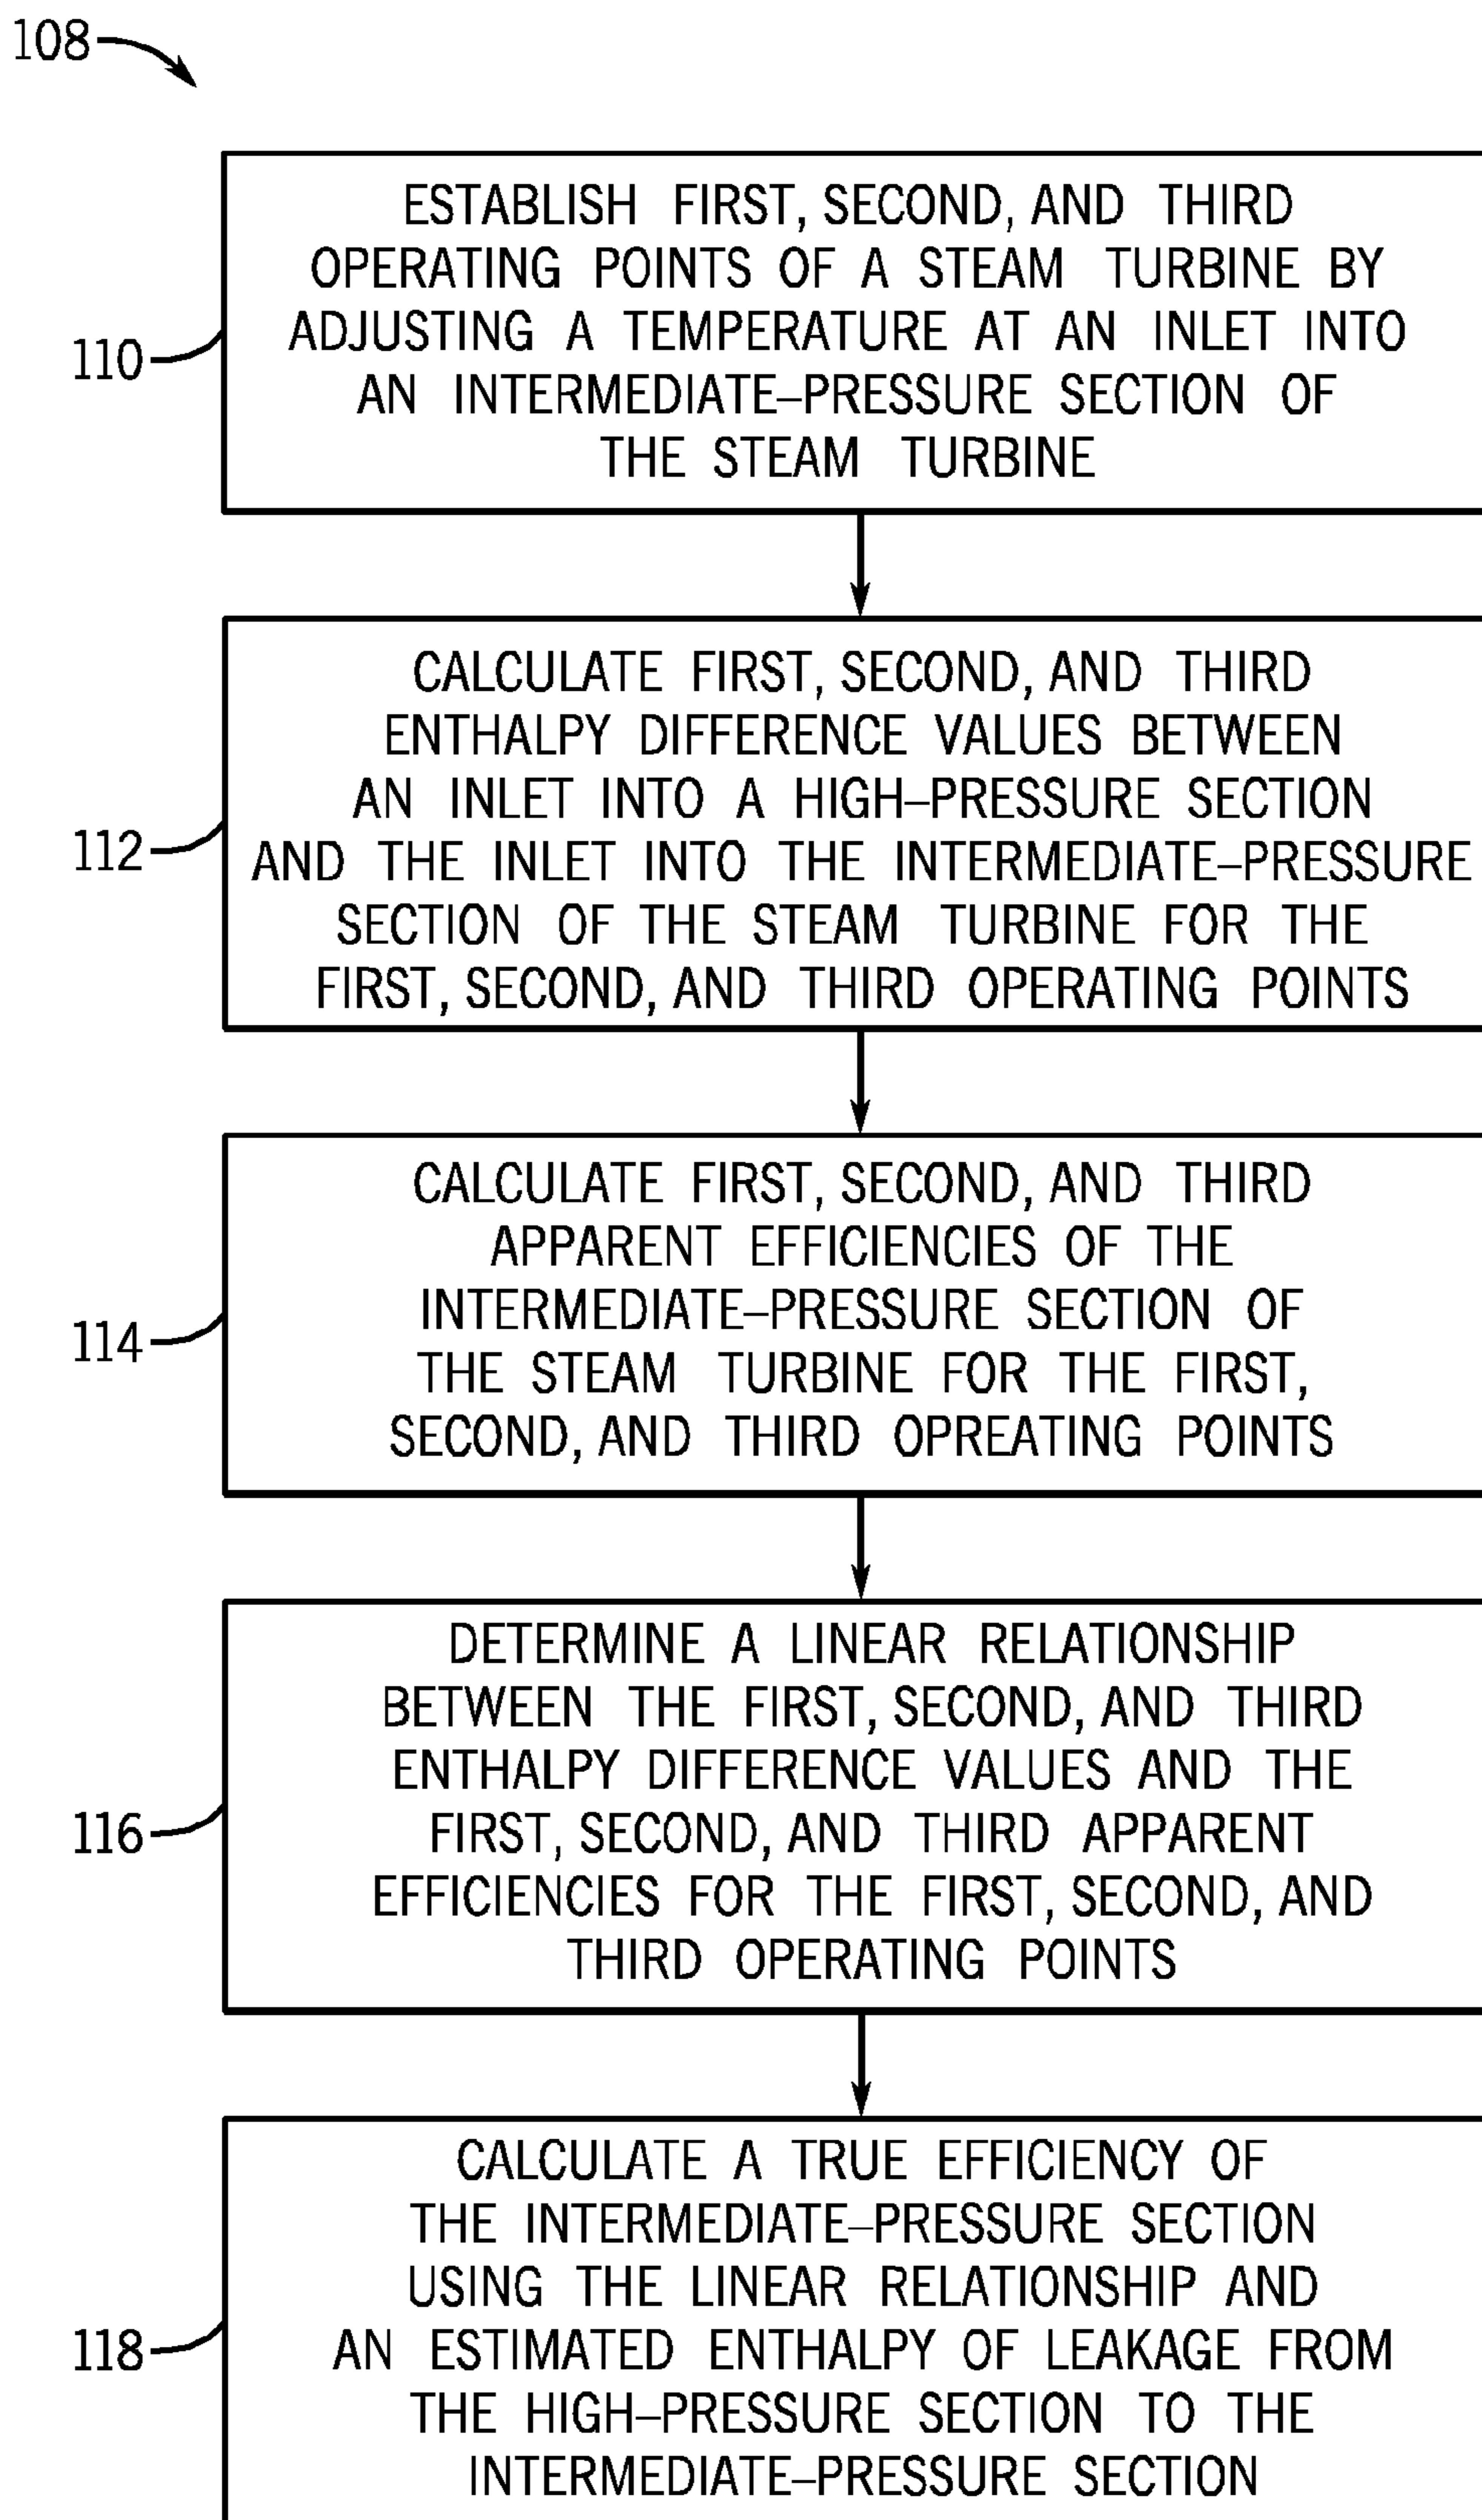 108
ESTABLISH FIRST, SECOND, AND THIRD
OPERATING POINTS OF A STEAM TURBINE BY
ADJUSTING A TEMPERATURE AT AN INLET INTO
AN INTERMEDIATE–PRESSURE SECTION OF
THE STEAM TURBINE
110
CALCULATE FIRST, SECOND, AND THIRD
ENTHALPY DIFFERENCE VALUES BETWEEN
AN INLET INTO A HIGH–PRESSURE SECTION
AND THE INLET INTO THE INTERMEDIATE–PRESSURE
SECTION OF THE STEAM TURBINE FOR THE
FIRST, SECOND, AND THIRD OPERATING POINTS
112
CALCULATE FIRST, SECOND, AND THIRD
APPARENT EFFICIENCIES OF THE
INTERMEDIATE–PRESSURE SECTION OF
THE STEAM TURBINE FOR THE FIRST,
SECOND, AND THIRD OPREATING POINTS
114
DETERMINE A LINEAR RELATIONSHIP
BETWEEN THE FIRST, SECOND, AND THIRD
ENTHALPY DIFFERENCE VALUES AND THE
FIRST, SECOND, AND THIRD APPARENT
EFFICIENCIES FOR THE FIRST, SECOND, AND
THIRD OPERATING POINTS
116
CALCULATE A TRUE EFFICIENCY OF
THE INTERMEDIATE–PRESSURE SECTION
USING THE LINEAR RELATIONSHIP AND
AN ESTIMATED ENTHALPY OF LEAKAGE FROM
THE HIGH–PRESSURE SECTION TO THE
INTERMEDIATE–PRESSURE SECTION
118